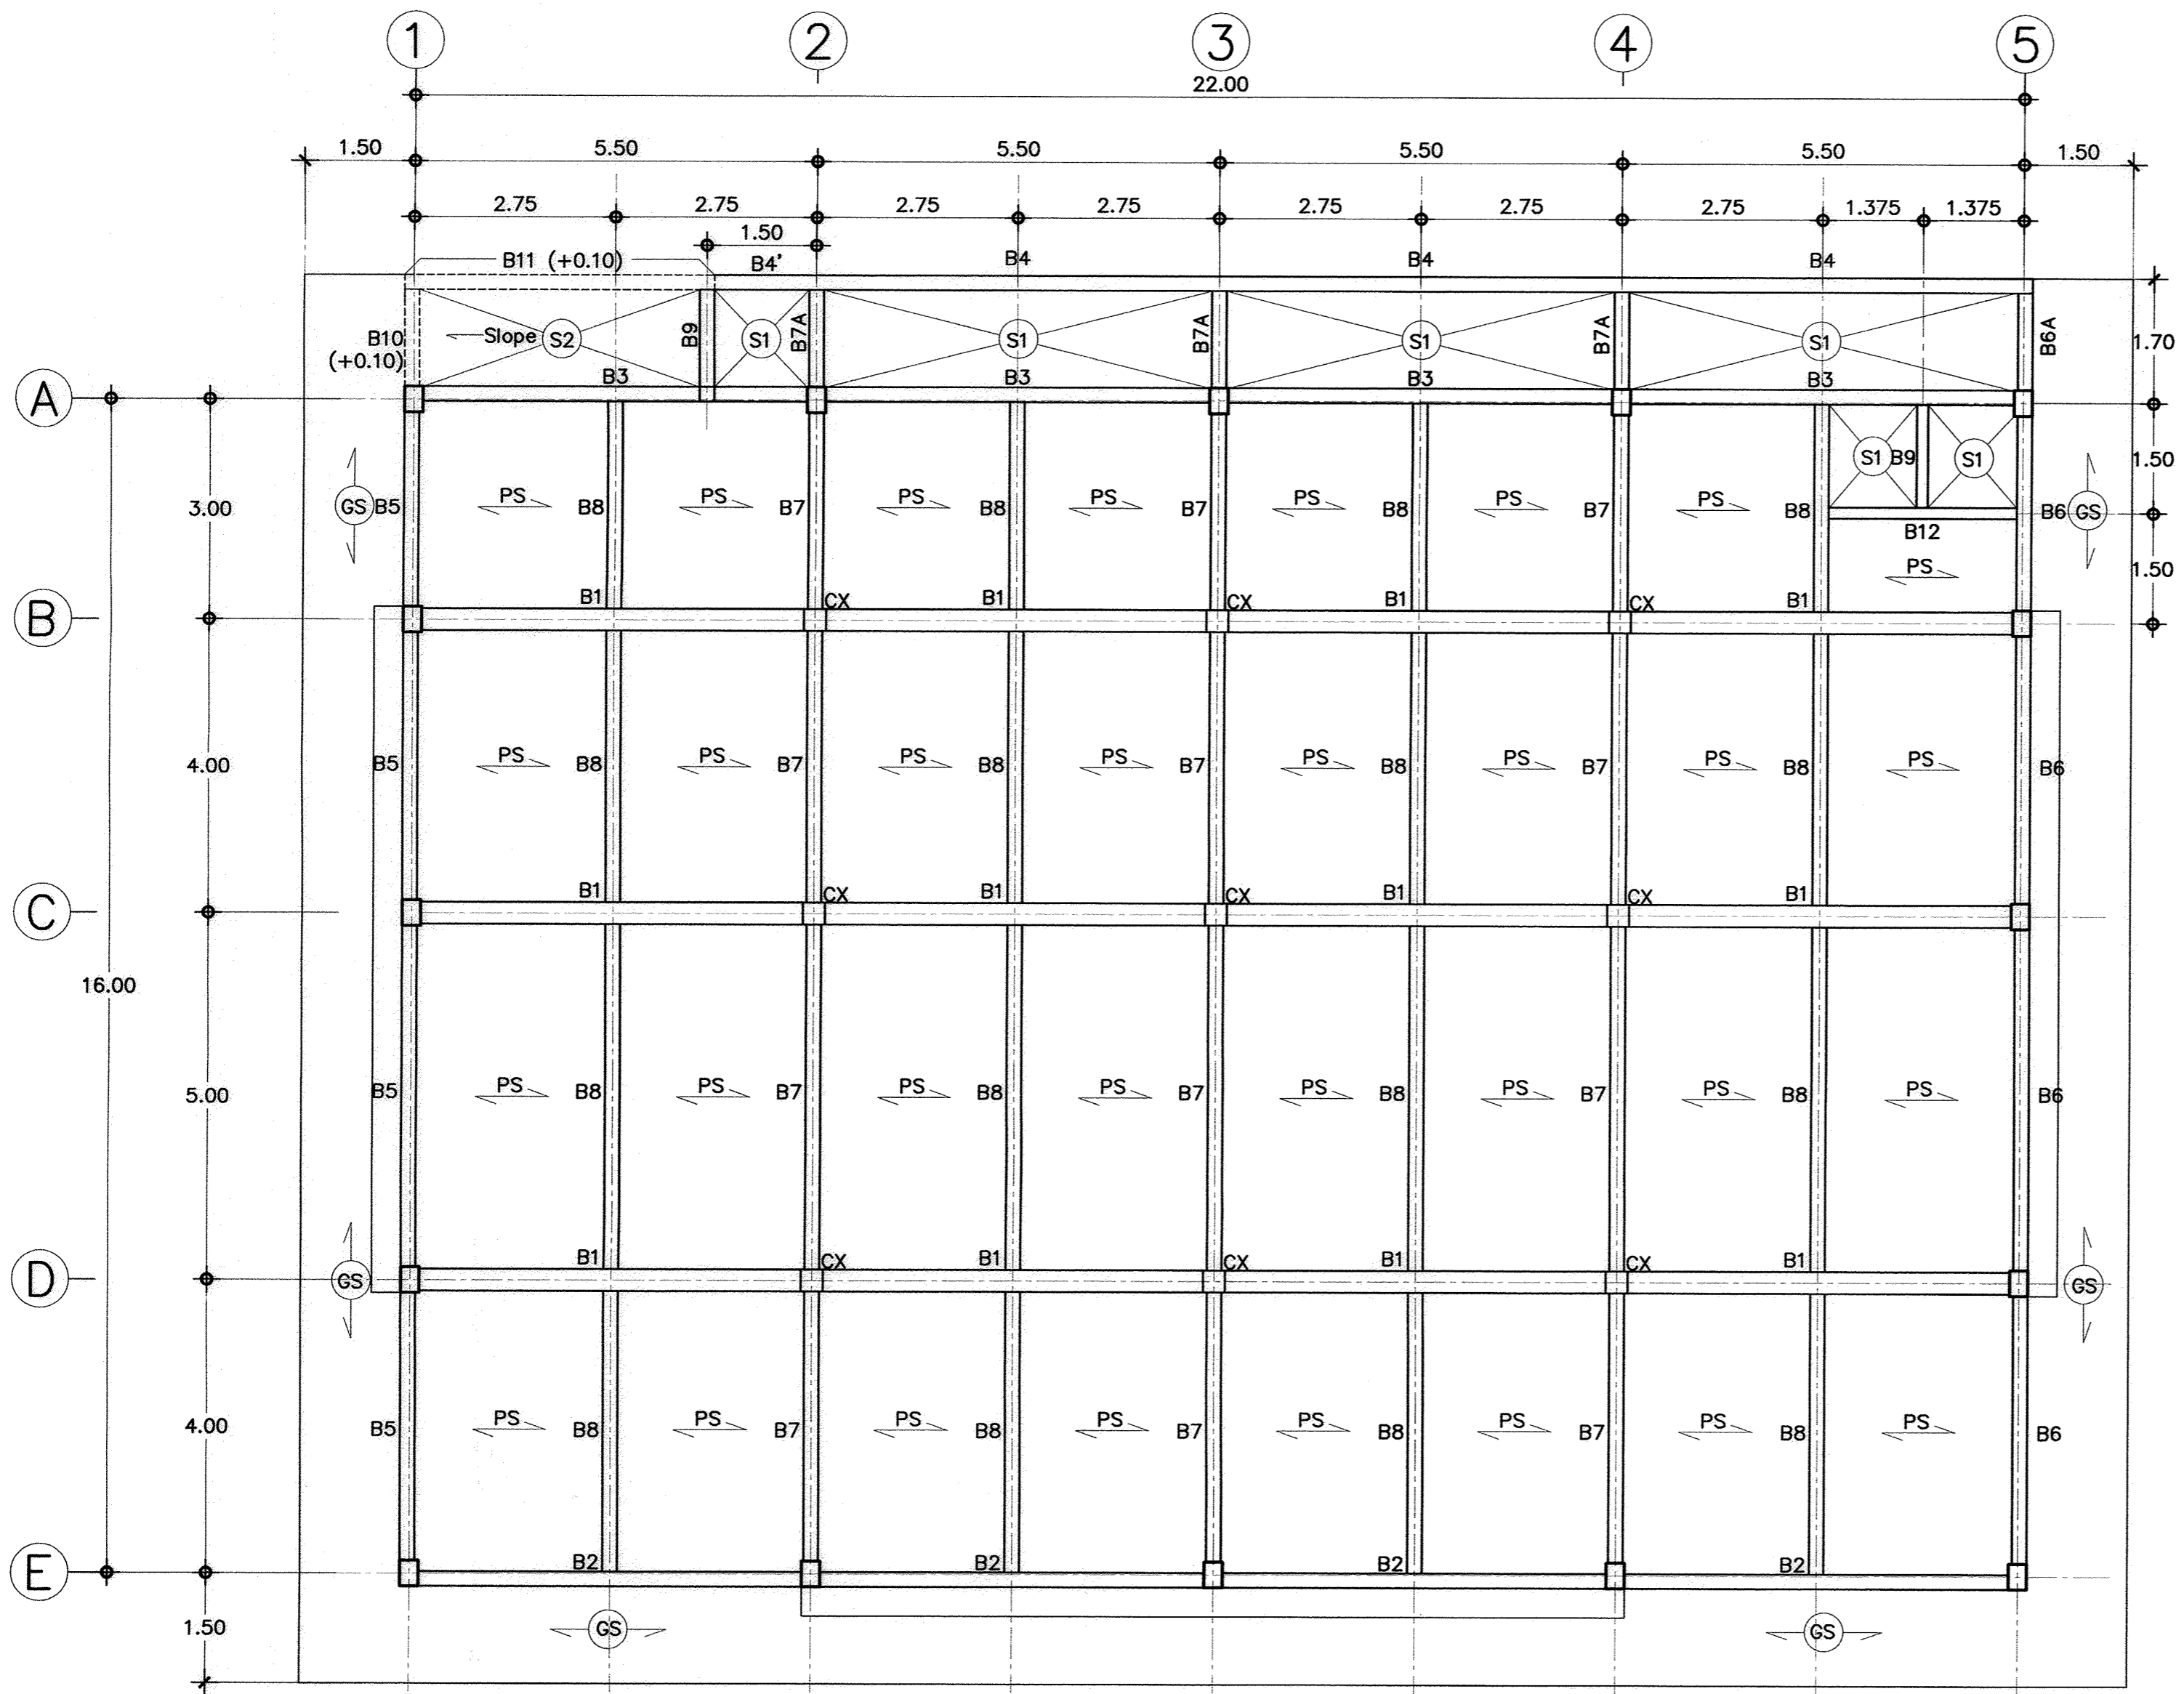 1 2 3 4 5
22.00
1.50 5.50 5.50 5.50 5.50 1.50
2.75 2.75 2.75 2.75 2.75 2.75 2.75 1.375 1.375
1.50
B11 (+0.10) B4' B4 B4 B4
B10 Slope S2 B9 S1 B7A S1 B7A S1 B7A S1 B6A 1.70
(+0.10)
B3 B3 B3 B3
A
S1 B9 S1 1.50
3.00 GS B5 PS B8 PS B7 PS B8 PS B7 PS B8 PS B7 PS B8 B6 GS
B12
PS 1.50
B1 CX B1 CX B1 CX B1
B
4.00 B5 PS B8 PS B7 PS B8 PS B7 PS B8 PS B7 PS B8 PS B6
B1 CX B1 CX B1 CX B1
C
16.00
5.00 B5 PS B8 PS B7 PS B8 PS B7 PS B8 PS B7 PS B8 PS B6
B1 CX B1 CX B1 CX B1
D GS GS
4.00 B5 PS B8 PS B7 PS B8 PS B7 PS B8 PS B7 PS B8 PS B6
B2 B2 B2 B2
E
1.50 GS GS